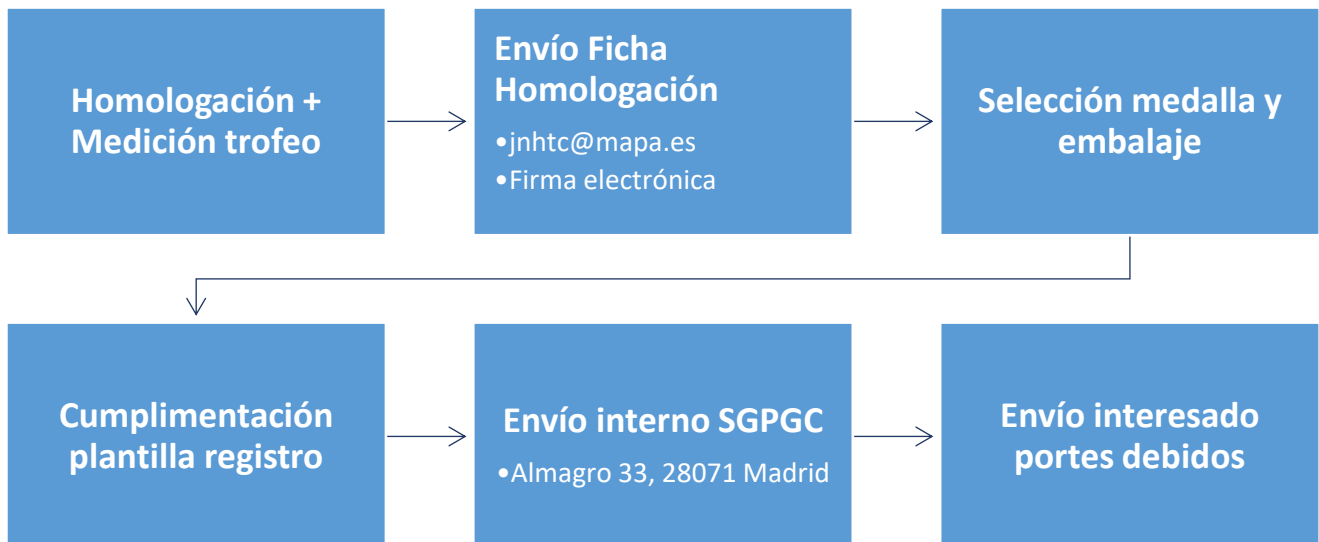 Homologación +
Medición trofeo
Envío Ficha
Homologación
•jnhtc@mapa.es
•Firma electrónica
Selección medalla y
embalaje
Cumplimentación
plantilla registro
Envío interno SGPGC
•Almagro 33, 28071 Madrid
Envío interesado
portes debidos